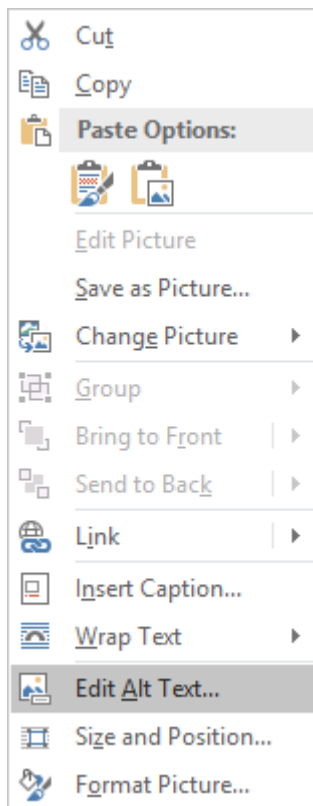 Cut
Copy
Paste Options:
Edit Picture
Save as Picture...
Change Picture
Group
Bring to Front
Send to Back
Link
Insert Caption...
Wrap Text
Edit Alt Text...
Size and Position...
Format Picture...